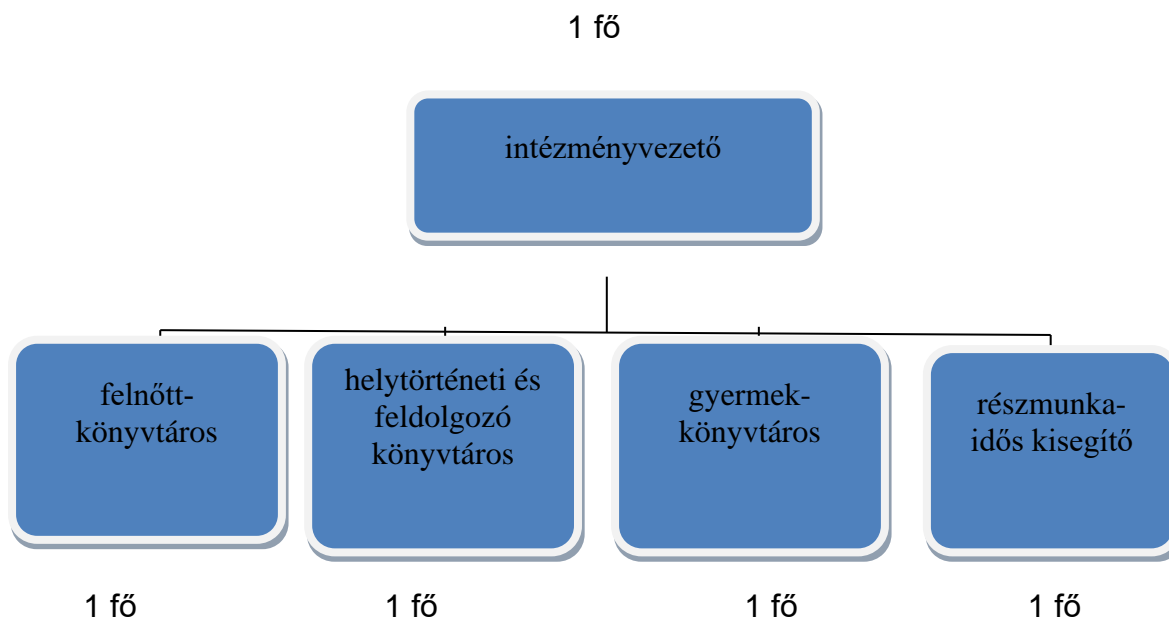 1 fő
intézményvezető
felnőtt-
könyvtáros
helytörténeti és
feldolgozó
könyvtáros
gyermek-
könyvtáros
részmunka-
idős kisegítő
1 fő
1 fő
1 fő
1 fő